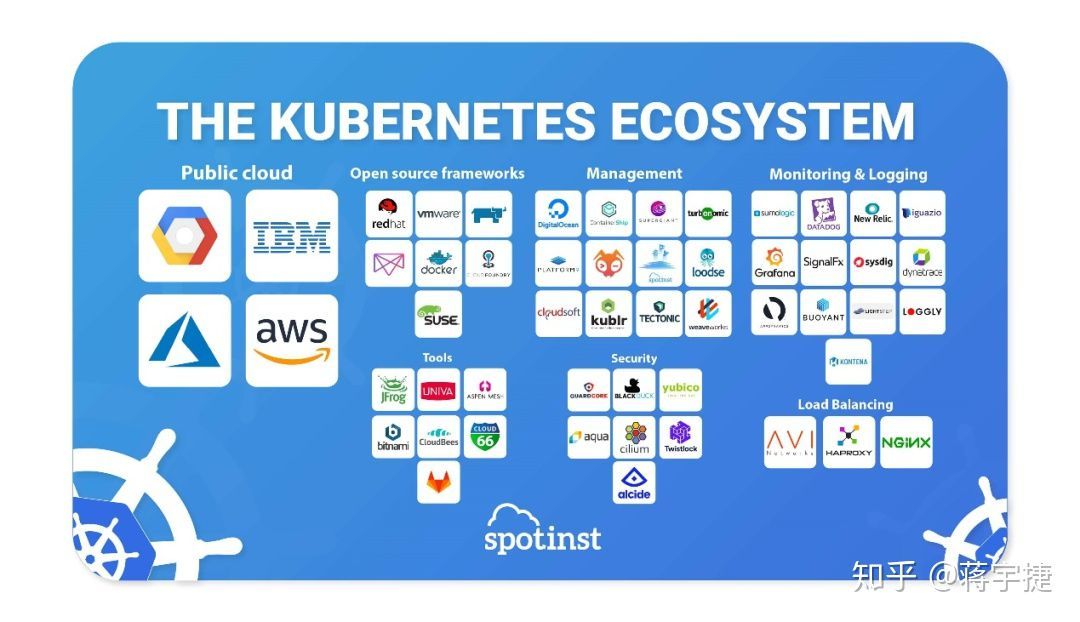 THE KUBERNETES ECOSYSTEM
Public cloud
IBM
aws
Open source frameworks
redhat
vmware
docker
CLOUD FOUNDRY
SUSE
Management
DigitalOcean
ContainerShip
SUPERGIANT
turbonomic
PLATFORM9
spotinst
loodse
cloudsoft
kublr
TECTONIC
weaveworks
Monitoring & Logging
sumologic
DATADOG
New Relic.
iguazio
Grafana
SignalFx
sysdig
dynatrace
BUOYANT
LIGHTSTEP
LOGGLY
KONTENA
Tools
JFrog
UNIVA
ASPEN MESH
bitnami
CloudBees
CLOUD
66
Security
GUARDICORE
BLACKDUCK
yubico
aqua
cilium
Twistlock
alcide
Load Balancing
AVI
Networks
HAPROXY
NGINX
spotinst
知乎 @蒋宇捷